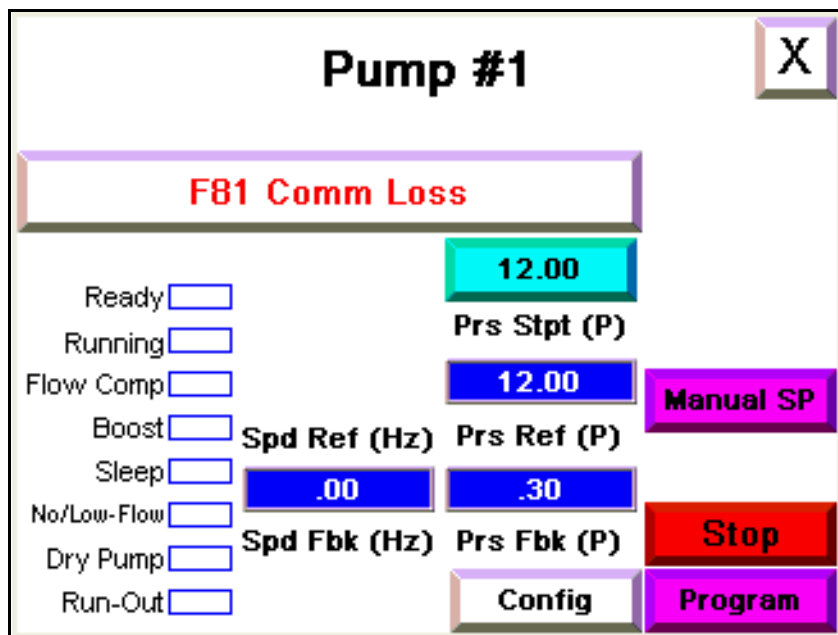 Pump #1
X
F81 Comm Loss
12.00
Ready
Prs Stpt (P)
Running
12.00
Flow Comp
Manual SP
Boost
Spd Ref (Hz)
Prs Ref (P)
Sleep
.00
.30
No/Low-Flow
Spd Fbk (Hz)
Prs Fbk (P)
Stop
Dry Pump
Run-Out
Config
Program